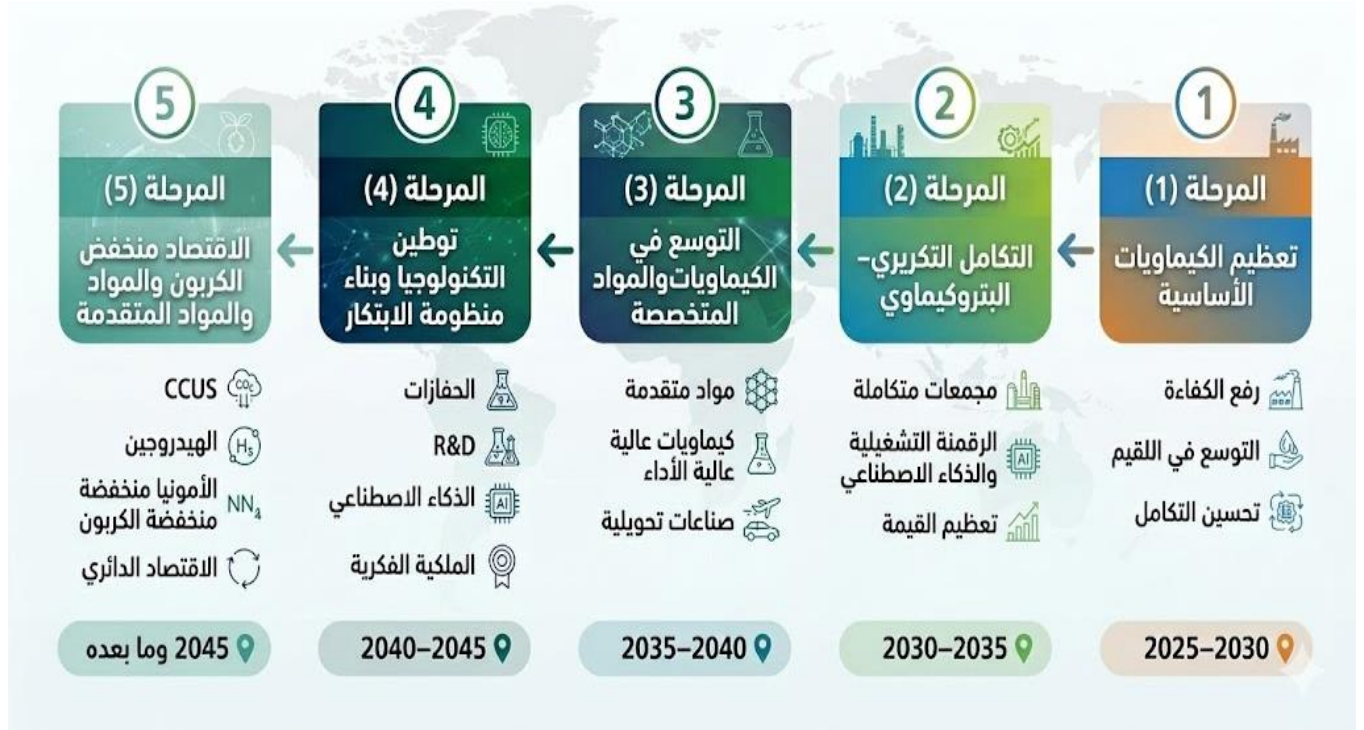 1
المرحلة (1)
تعظيم الكيماويات
الأساسية
رفع الكفاءة
التوسع في اللقيم
تحسين التكامل
2025–2030
2
المرحلة (2)
التكامل التكريري–
البتروكيماوي
مجمعات متكاملة
الرقمنة التشغيلية
والذكاء الاصطناعي
AI
تعظيم القيمة
2030–2035
3
المرحلة (3)
التوسع في
الكيماويات والمواد
المتخصصة
مواد متقدمة
كيماويات عالية
عالية الأداء
صناعات تحويلية
2035–2040
4
المرحلة (4)
توطين
التكنولوجيا وبناء
منظومة الابتكار
الحفازات
R&D
الذكاء الاصطناعي
AI
الملكية الفكرية
2040–2045
5
المرحلة (5)
الاقتصاد منخفض
الكربون والمواد
والمواد المتقدمة
CCUS
الهيدروجين
الأمونيا منخفضة
منخفضة الكربون
NN₄
الاقتصاد الدائري
2045 وما بعده